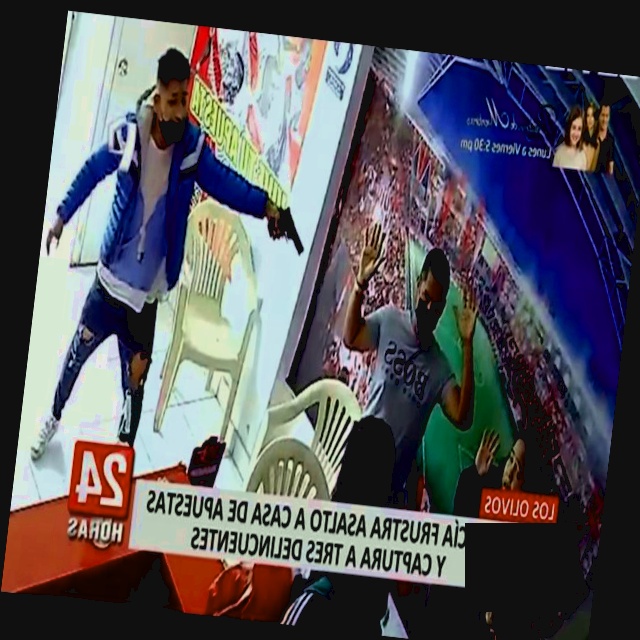 Lunes a Viernes 5:30 pm
BOSS
LOS OLIVOS
24
HORAS
CÍA FRUSTRA ASALTO A CASA DE APUESTAS
Y CAPTURA A TRES DELINCUENTES